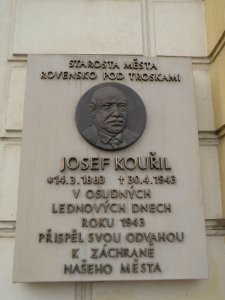 STAROSTA MĚSTA
ROVENSKO POD TROSKAMI
JOSEF KOUŘIL
*14.3.1883 †30.4.1943
V OSUDNÝCH
LEDNOVÝCH DNECH
ROKU 1943
PŘISPĚL SVOU ODVAHOU
K ZÁCHRANĚ
NAŠEHO MĚSTA